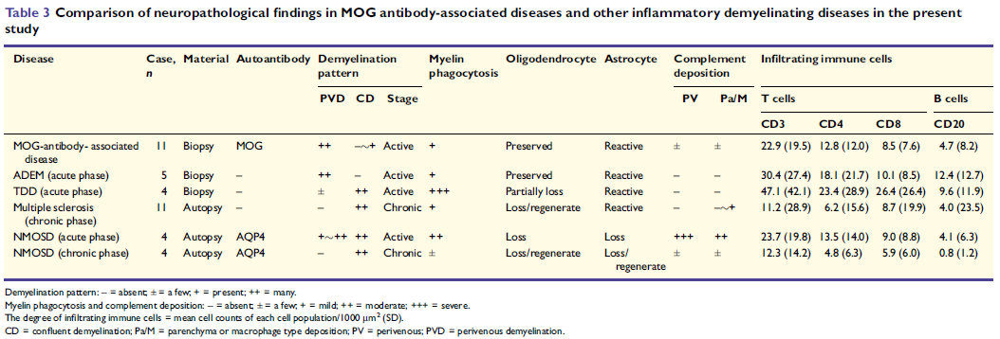 Table 3 Comparison of neuropathological findings in MOG antibody-associated diseases and other inflammatory demyelinating diseases in the present
study
Disease Case, Material Autoantibody Demyelination Myelin Oligodendrocyte Astrocyte Complement Infiltrating immune cells
n pattern phagocytosis deposition
T cells B cells
PVD CD Stage PV Pa/M
CD3 CD4 CD8 CD20
MOG-antibody- associated 11 Biopsy MOG ++ –~+ Active + Preserved Reactive ± ± 22.9 (19.5) 12.8 (12.0) 8.5 (7.6) 4.7 (8.2)
disease
ADEM (acute phase) 5 Biopsy – ++ – Active + Preserved Reactive – – 30.4 (27.4) 18.1 (21.7) 10.1 (8.5) 12.4 (12.7)
TDD (acute phase) 4 Biopsy – ± ++ Active +++ Partially loss Reactive – – 47.1 (42.1) 23.4 (28.9) 26.4 (26.4) 9.6 (11.9)
Multiple sclerosis 11 Autopsy – – ++ Chronic + Loss/regenerate Reactive – –~+ 11.2 (28.9) 6.2 (15.6) 8.7 (19.9) 4.0 (23.5)
(chronic phase)
NMOSD (acute phase) 4 Autopsy AQP4 +~++ ++ Active ++ Loss Loss +++ ++ 23.7 (19.8) 13.5 (14.0) 9.0 (8.8) 4.1 (6.3)
NMOSD (chronic phase) 4 Autopsy AQP4 – ++ Chronic ± Loss/regenerate Loss/ ± ± 12.3 (14.2) 4.8 (6.3) 5.9 (6.0) 0.8 (1.2)
regenerate
Demyelination pattern: – = absent; ± = a few; + = present; ++ = many.
Myelin phagocytosis and complement deposition: – = absent; ± = a few; + = mild; ++ = moderate; +++ = severe.
The degree of infiltrating immune cells = mean cell counts of each cell population/1000 μm² (SD).
CD = confluent demyelination; Pa/M = parenchyma or macrophage type deposition; PV = perivenous; PVD = perivenous demyelination.